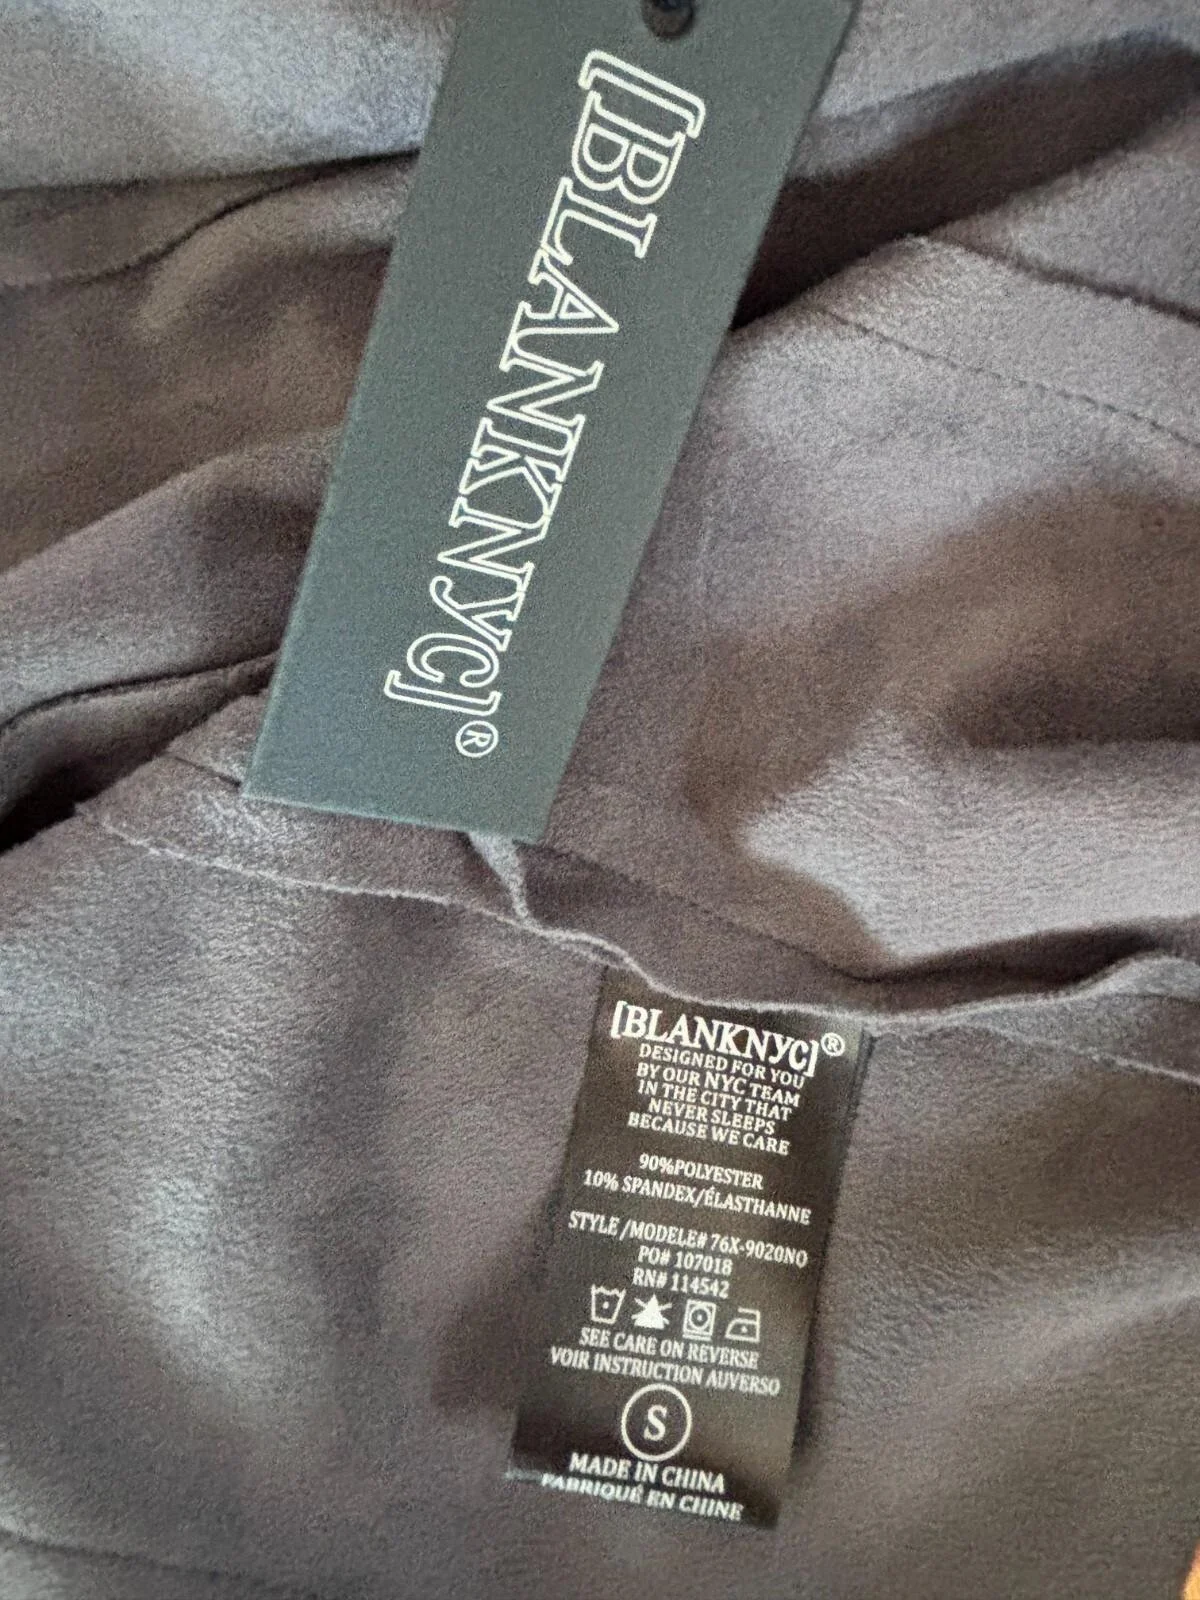 [BLANKNYC]®
[BLANKNYC]®
DESIGNED FOR YOU
BY OUR NYC TEAM
IN THE CITY THAT
NEVER SLEEPS
BECAUSE WE CARE
90%POLYESTER
10% SPANDEX/ÉLASTHANNE
STYLE/MODELE# 76X-9020NO
PO# 107018
RN# 114542
SEE CARE ON REVERSE
VOIR INSTRUCTION AUVERSO
S
MADE IN CHINA
FABRIQUÉ EN CHINE